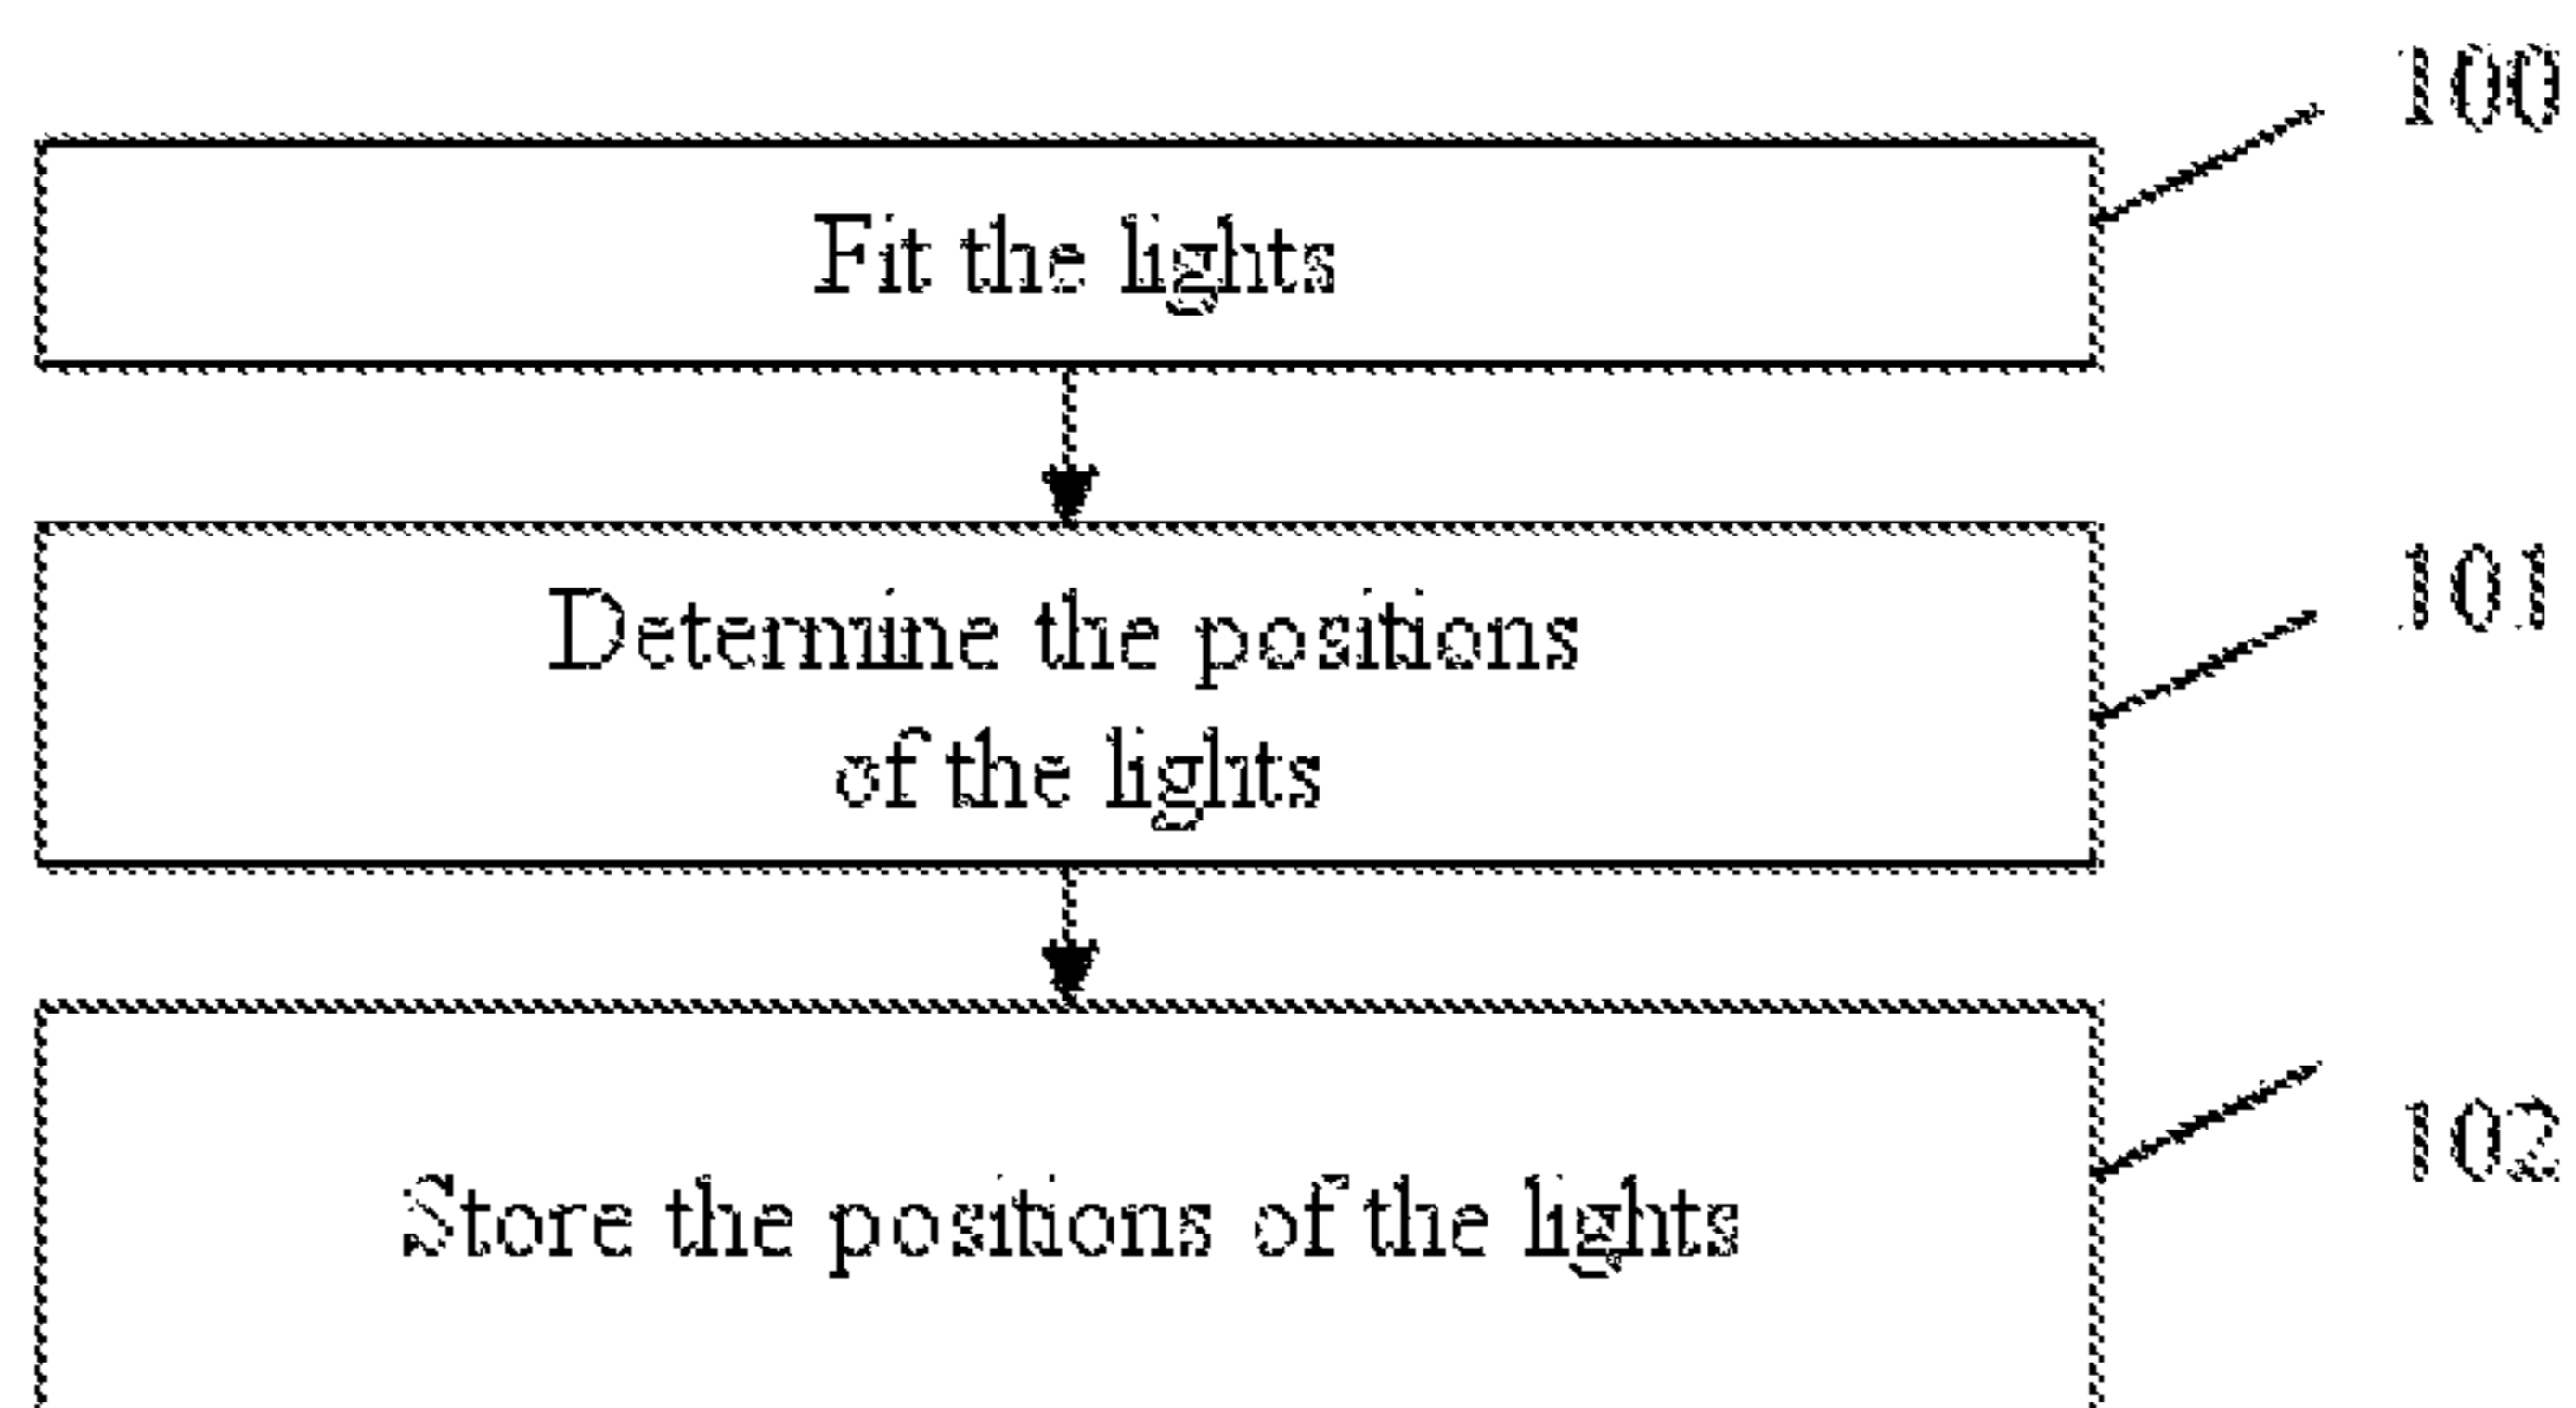 100
Fit the lights
101
Determine the positions
of the lights
102
Store the positions of the lights